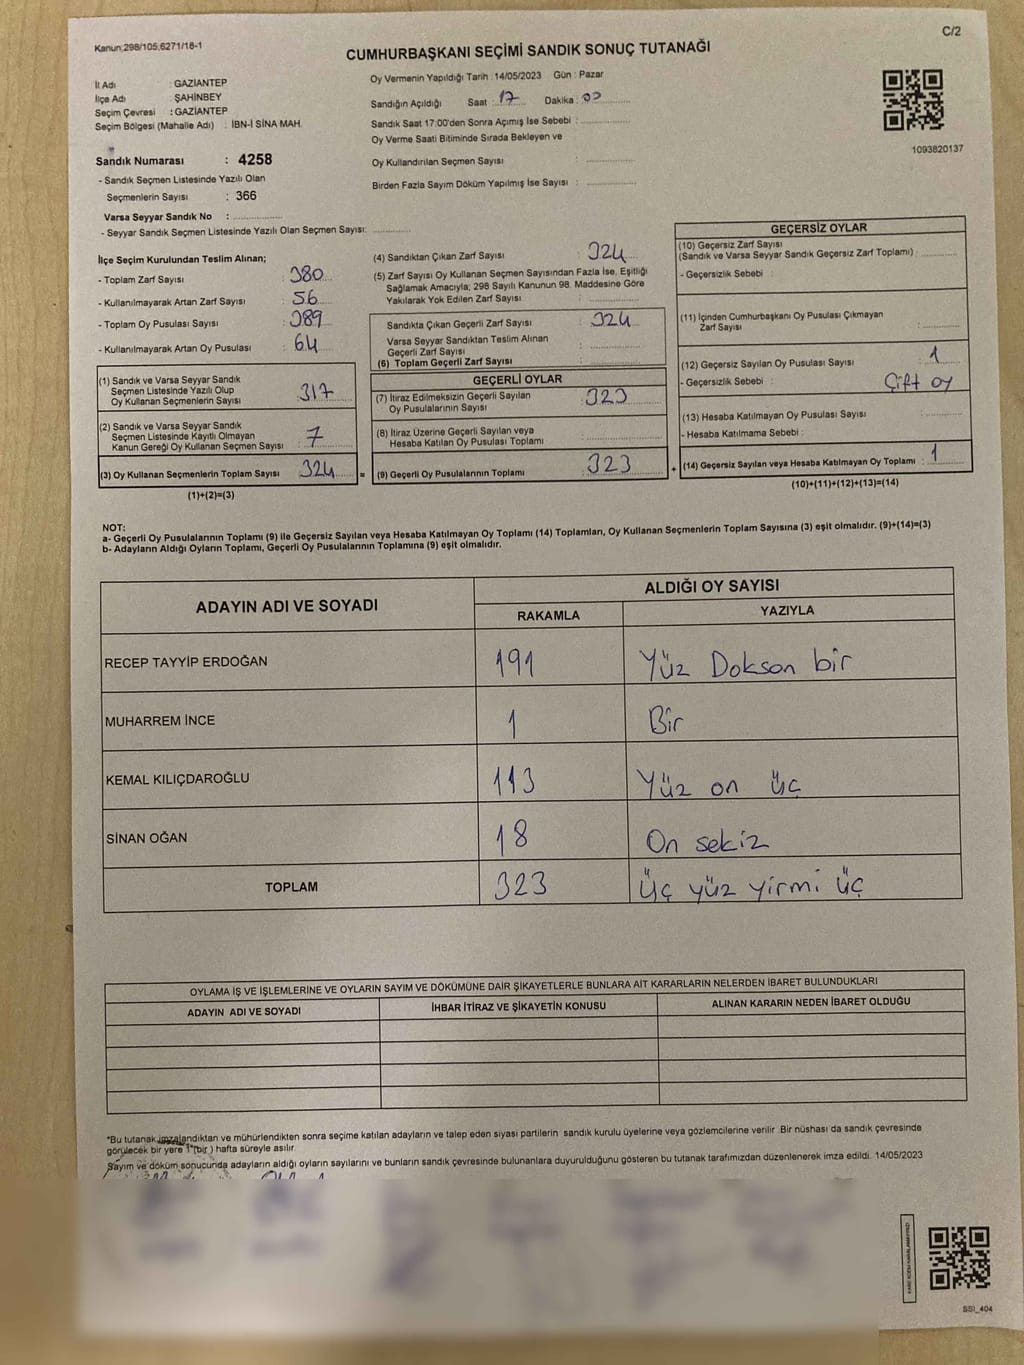 Kanun;298/105,6271/18-1
C/2
CUMHURBAŞKANI SEÇİMİ SANDIK SONUÇ TUTANAĞI
İl Adı : GAZİANTEP
İlçe Adı : ŞAHİNBEY
Seçim Çevresi : GAZİANTEP
Seçim Bölgesi (Mahalle Adı) : İBN-İ SİNA MAH.
Oy Vermenin Yapıldığı Tarih : 14/05/2023 Gün : Pazar
Sandığın Açıldığı Saat : 17 Dakika : 00
Sandık Saat 17:00'den Sonra Açımış İse Sebebi :
Oy Verme Saati Bitiminde Sırada Bekleyen ve
Oy Kullandırılan Seçmen Sayısı :
Birden Fazla Sayım Döküm Yapılmış İse Sayısı :
1093820137
Sandık Numarası : 4258
- Sandık Seçmen Listesinde Yazılı Olan
Seçmenlerin Sayısı : 366
Varsa Seyyar Sandık No :
- Seyyar Sandık Seçmen Listesinde Yazılı Olan Seçmen Sayısı:
İlçe Seçim Kurulundan Teslim Alınan;
- Toplam Zarf Sayısı : 380
- Kullanılmayarak Artan Zarf Sayısı : 56
- Toplam Oy Pusulası Sayısı : 389
- Kullanılmayarak Artan Oy Pusulası : 64
(1) Sandık ve Varsa Seyyar Sandık
Seçmen Listesinde Yazılı Olup
Oy Kullanan Seçmenlerin Sayısı : 317
(2) Sandık ve Varsa Seyyar Sandık
Seçmen Listesinde Kayıtlı Olmayan
Kanun Gereği Oy Kullanan Seçmen Sayısı : 7
(3) Oy Kullanan Seçmenlerin Toplam Sayısı : 324
(1)+(2)=(3)
(4) Sandıktan Çıkan Zarf Sayısı : 324
(5) Zarf Sayısı Oy Kullanan Seçmen Sayısından Fazla İse, Eşitliği
Sağlamak Amacıyla; 298 Sayılı Kanunun 98. Maddesine Göre
Yakılarak Yok Edilen Zarf Sayısı :
Sandıkta Çıkan Geçerli Zarf Sayısı : 324
Varsa Seyyar Sandıktan Teslim Alınan
Geçerli Zarf Sayısı :
(6) Toplam Geçerli Zarf Sayısı :
GEÇERLİ OYLAR
(7) İtiraz Edilmeksizin Geçerli Sayılan
Oy Pusulalarının Sayısı : 323
(8) İtiraz Üzerine Geçerli Sayılan veya
Hesaba Katılan Oy Pusulası Toplamı :
= (9) Geçerli Oy Pusulalarının Toplamı : 323
GEÇERSİZ OYLAR
(10) Geçersiz Zarf Sayısı
(Sandık ve Varsa Seyyar Sandık Geçersiz Zarf Toplamı) :
- Geçersizlik Sebebi :
(11) İçinden Cumhurbaşkanı Oy Pusulası Çıkmayan
Zarf Sayısı :
(12) Geçersiz Sayılan Oy Pusulası Sayısı : 1
- Geçersizlik Sebebi : Çift oy
(13) Hesaba Katılmayan Oy Pusulası Sayısı :
- Hesaba Katılmama Sebebi :
+ (14) Geçersiz Sayılan veya Hesaba Katılmayan Oy Toplamı : 1
(10)+(11)+(12)+(13)=(14)
NOT:
a- Geçerli Oy Pusulalarının Toplamı (9) ile Geçersiz Sayılan veya Hesaba Katılmayan Oy Toplamı (14) Toplamları, Oy Kullanan Seçmenlerin Toplam Sayısına (3) eşit olmalıdır. (9)+(14)=(3)
b- Adayların Aldığı Oyların Toplamı, Geçerli Oy Pusulalarının Toplamına (9) eşit olmalıdır.
ADAYIN ADI VE SOYADI
ALDIĞI OY SAYISI
RAKAMLA YAZIYLA
RECEP TAYYİP ERDOĞAN 191 Yüz Dokson bir
MUHARREM İNCE 1 Bir
KEMAL KILIÇDAROĞLU 113 Yüz on üç
SİNAN OĞAN 18 On sekiz
TOPLAM 323 Üç yüz yirmi üç
OYLAMA İŞ VE İŞLEMLERİNE VE OYLARIN SAYIM VE DÖKÜMÜNE DAİR ŞİKAYETLERLE BUNLARA AİT KARARLARIN NELERDEN İBARET BULUNDUKLARI
ADAYIN ADI VE SOYADI İHBAR İTİRAZ VE ŞİKAYETİN KONUSU ALINAN KARARIN NEDEN İBARET OLDUĞU
*Bu tutanak imzalandıktan ve mühürlendikten sonra seçime katılan adayların ve talep eden siyasi partilerin sandık kurulu üyelerine veya gözlemcilerine verilir .Bir nüshası da sandık çevresinde
görülecek bir yere 1 (bir ) hafta süreyle asılır.
Sayım ve döküm sonucunda adayların aldığı oyların sayılarını ve bunların sandık çevresinde bulunanlara duyurulduğunu gösteren bu tutanak tarafımızdan düzenlenerek imza edildi. 14/05/2023
SSI_404